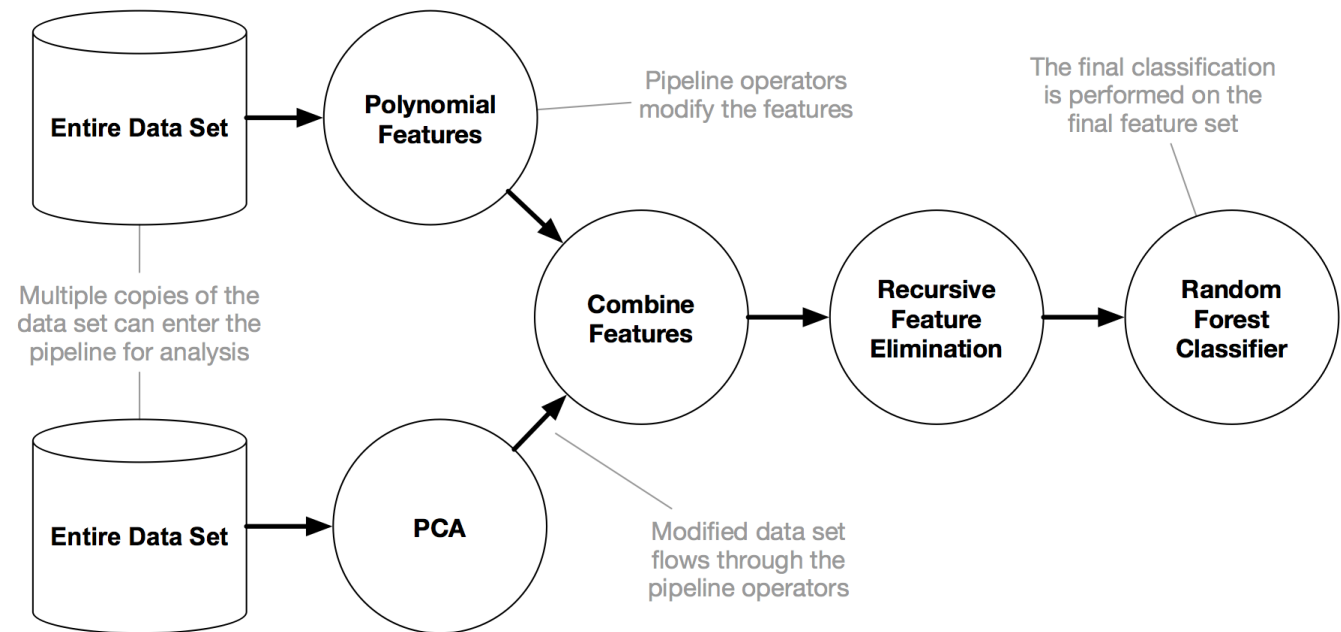 Entire Data Set
Polynomial
Features
Pipeline operators
modify the features
The final classification
is performed on the
final feature set
Multiple copies of the
data set can enter the
pipeline for analysis
Combine
Features
Recursive
Feature
Elimination
Random
Forest
Classifier
Entire Data Set
PCA
Modified data set
flows through the
pipeline operators